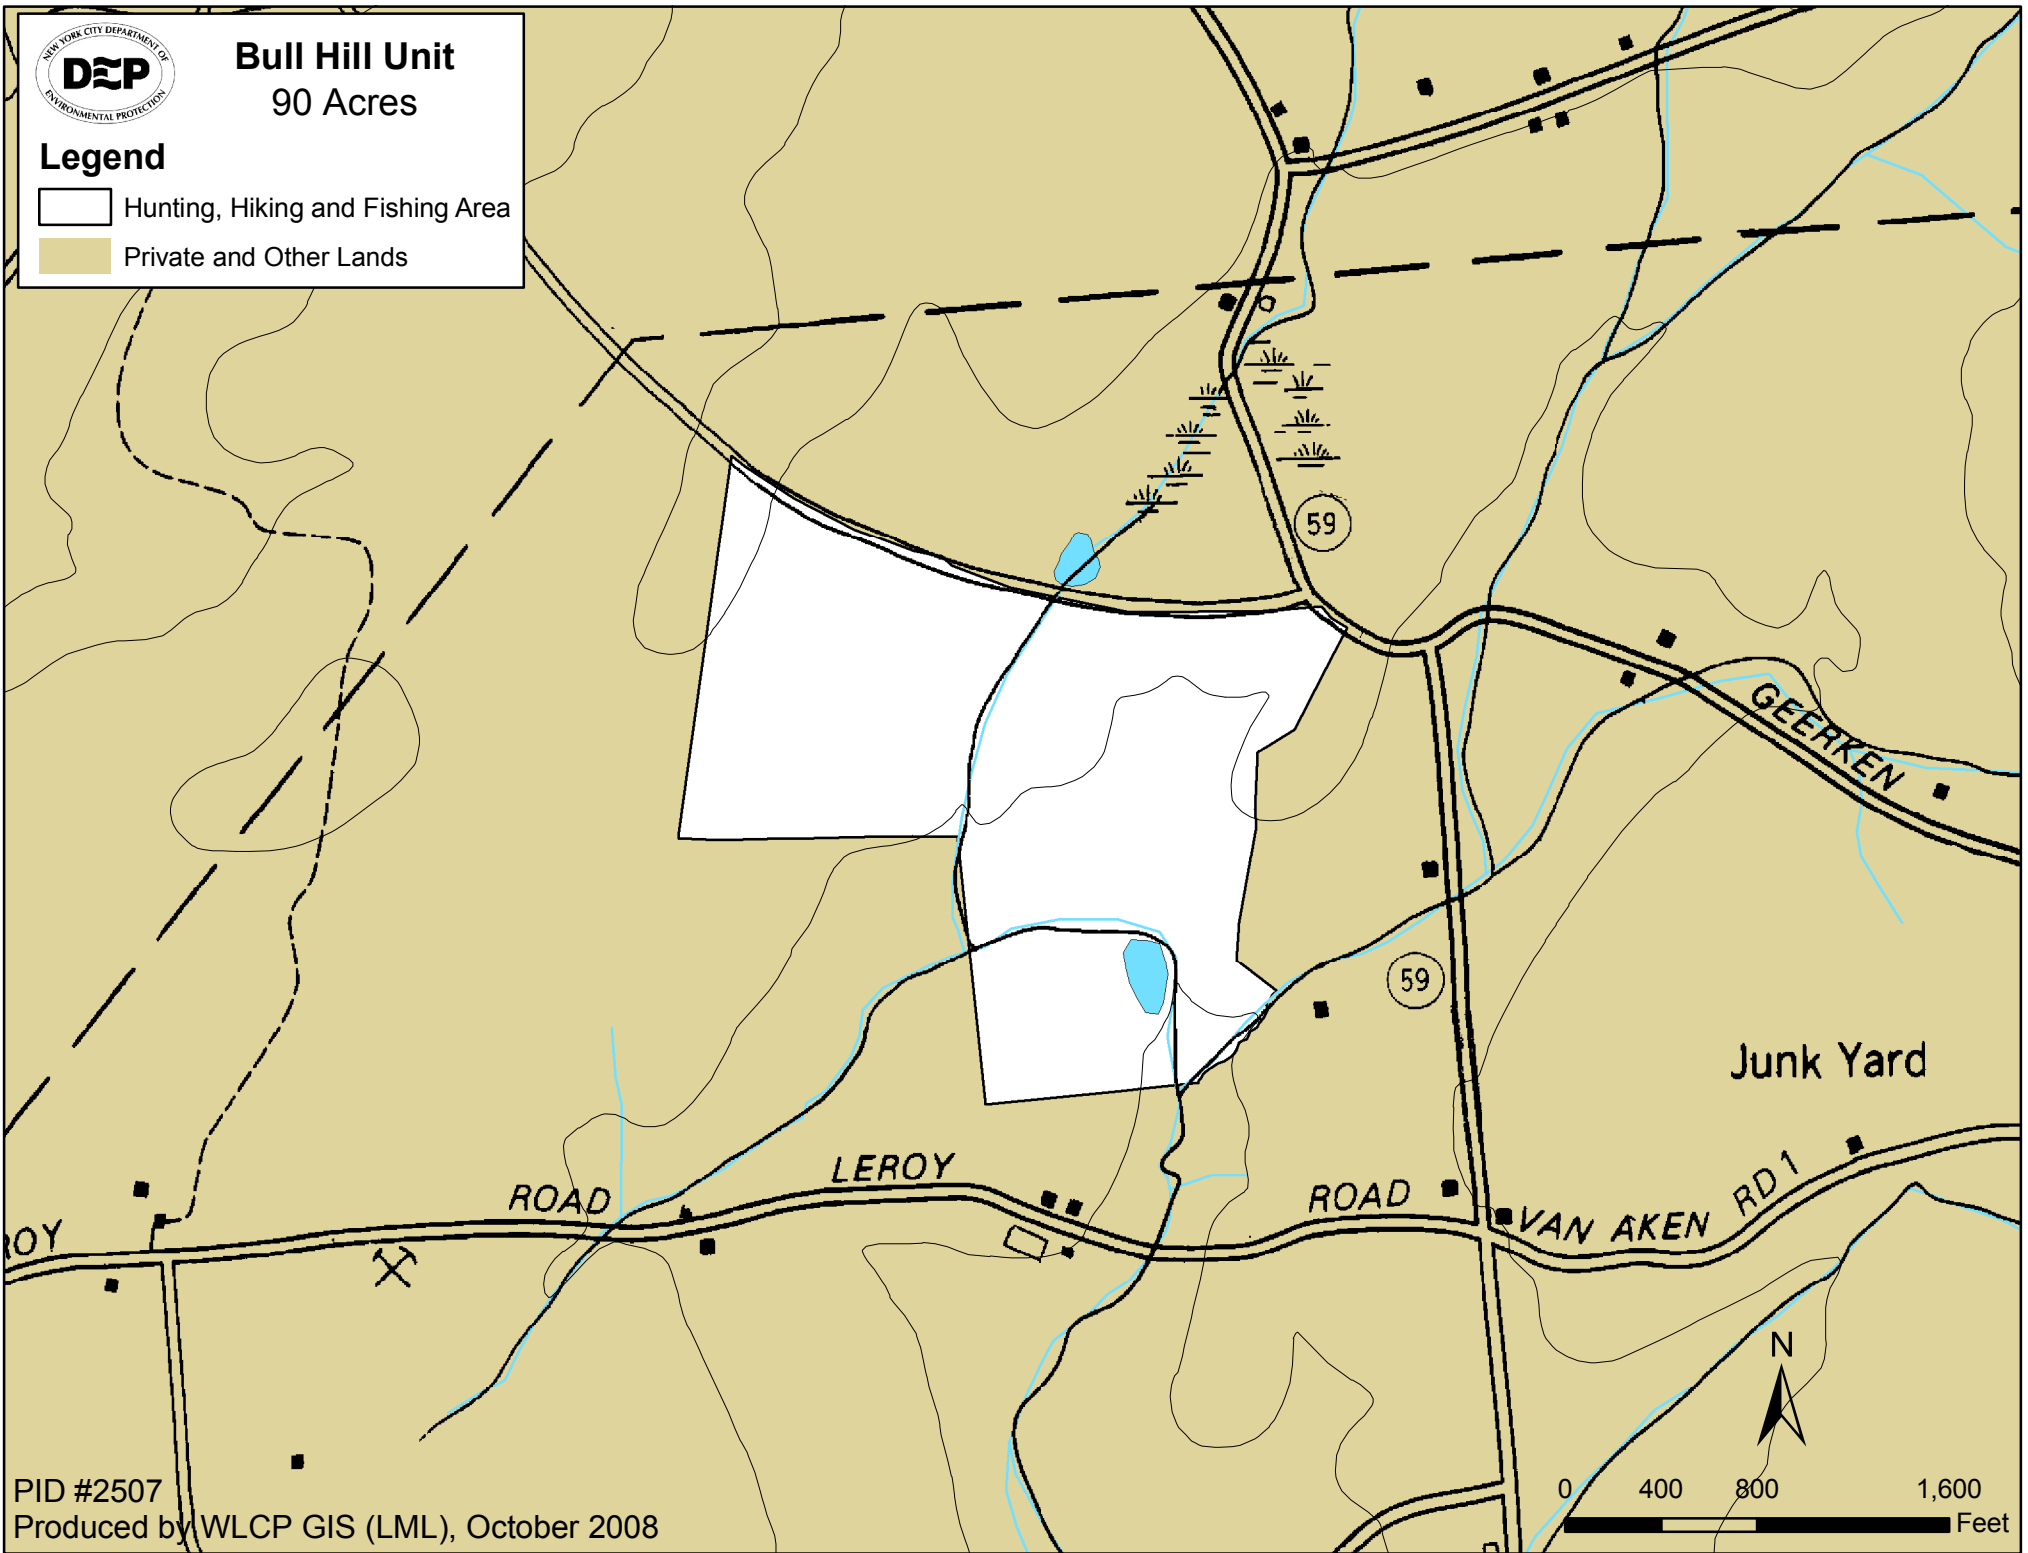 NEW YORK CITY DEPARTMENT OF
DEP
ENVIRONMENTAL PROTECTION
Bull Hill Unit
90 Acres
Legend
Hunting, Hiking and Fishing Area
Private and Other Lands
59
GEERKEN
59
Junk Yard
ROY
ROAD
LEROY
ROAD
VAN AKEN
RD 1
N
PID #2507
Produced by WLCP GIS (LML), October 2008
0 400 800 1,600
Feet